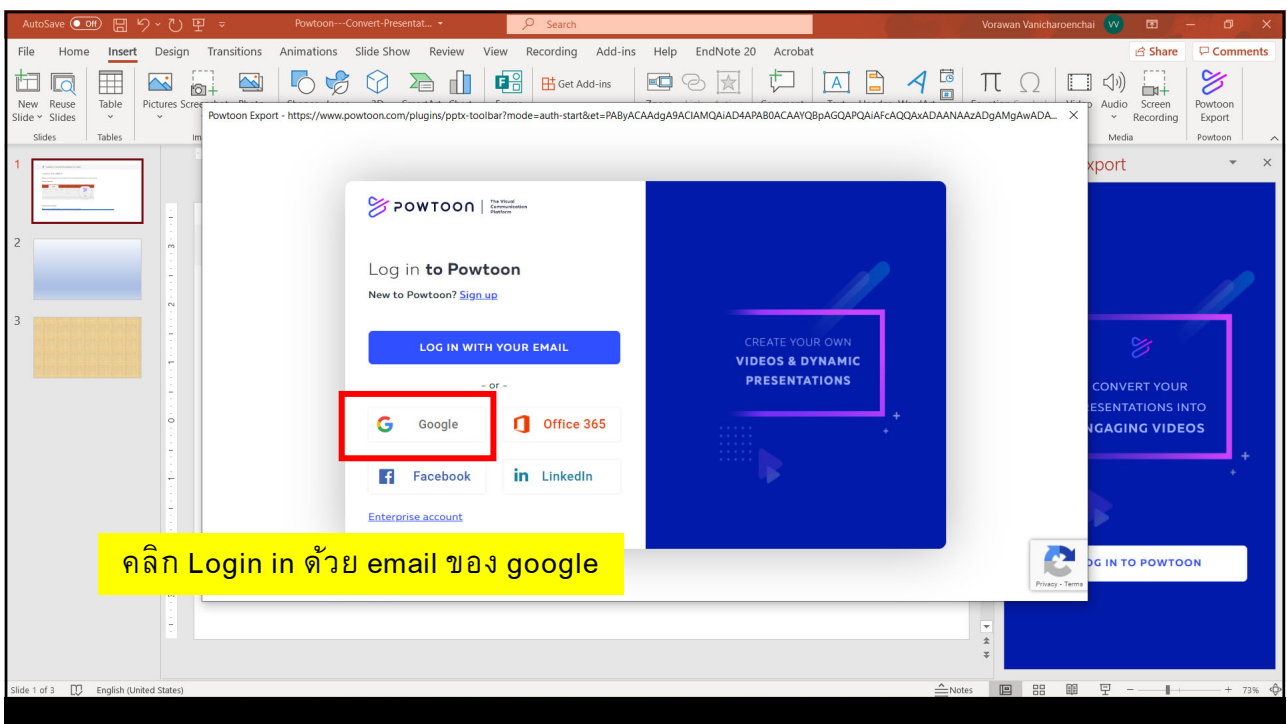 AutoSave Off Powtoon---Convert-Presentat... Search Vorawan Vanicharoenchai VV
File Home Insert Design Transitions Animations Slide Show Review View Recording Add-ins Help EndNote 20 Acrobat Share Comments
New Slide Reuse Slides Table Pictures Get Add-ins Audio Screen Recording Powtoon Export
Slides Tables Media Powtoon
Powtoon Export - https://www.powtoon.com/plugins/pptx-toolbar?mode=auth-start&et=PAByACAAdgA9ACIAMQAiAD4APAB0ACAAYQBpAGQAPQAiAFcAQQAxADAANAAzADgAMgAwADA...
xport
1
2
3
POWTOON The Visual Communication Platform
Log in to Powtoon
New to Powtoon? Sign up
LOG IN WITH YOUR EMAIL
- or -
Google Office 365
Facebook LinkedIn
Enterprise account
CREATE YOUR OWN
VIDEOS & DYNAMIC
PRESENTATIONS
CONVERT YOUR
ESENTATIONS INTO
NGAGING VIDEOS
OG IN TO POWTOON
Privacy - Terms
คลิก Login in ด้วย email ของ google
Slide 1 of 3 English (United States) Notes 73%